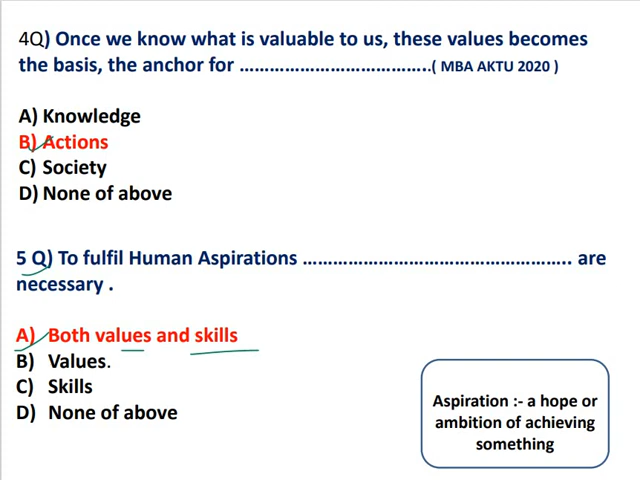 4Q) Once we know what is valuable to us, these values becomes
the basis, the anchor for ………………………………..( MBA AKTU 2020 )
A) Knowledge
B) Actions
C) Society
D) None of above
5 Q) To fulfil Human Aspirations …………………………………………….. are
necessary .
A) Both values and skills
B) Values.
C) Skills
D) None of above
Aspiration :- a hope or
ambition of achieving
something